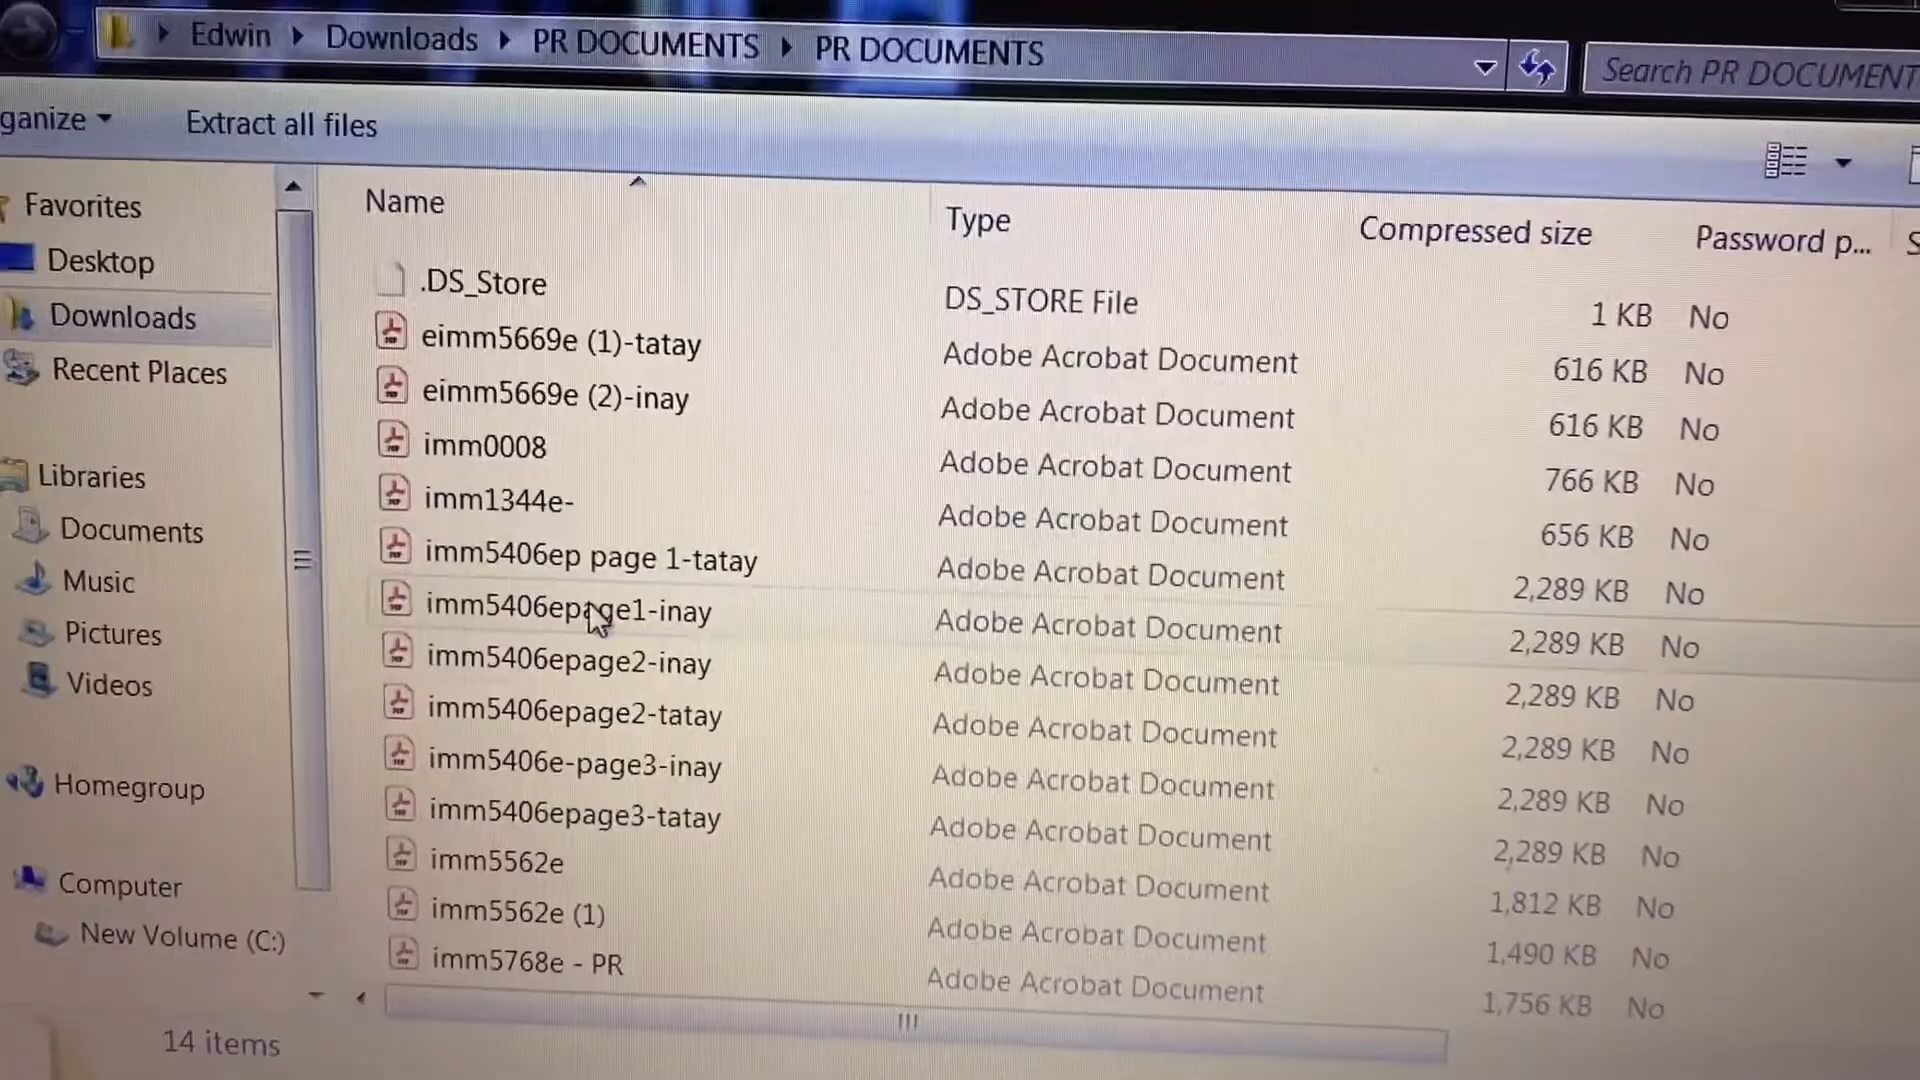 Edwin Downloads PR DOCUMENTS PR DOCUMENTS
Search PR DOCUMENT
ganize Extract all files
Name Type Compressed size Password p... S
Favorites
Desktop
Downloads
Recent Places
Libraries
Documents
Music
Pictures
Videos
Homegroup
Computer
New Volume (C:)
.DS_Store DS_STORE File 1 KB No
eimm5669e (1)-tatay Adobe Acrobat Document 616 KB No
eimm5669e (2)-inay Adobe Acrobat Document 616 KB No
imm0008 Adobe Acrobat Document 766 KB No
imm1344e- Adobe Acrobat Document 656 KB No
imm5406ep page 1-tatay Adobe Acrobat Document 2,289 KB No
imm5406epage1-inay Adobe Acrobat Document 2,289 KB No
imm5406epage2-inay Adobe Acrobat Document 2,289 KB No
imm5406epage2-tatay Adobe Acrobat Document 2,289 KB No
imm5406e-page3-inay Adobe Acrobat Document 2,289 KB No
imm5406epage3-tatay Adobe Acrobat Document 2,289 KB No
imm5562e Adobe Acrobat Document 1,812 KB No
imm5562e (1) Adobe Acrobat Document 1,490 KB No
imm5768e - PR Adobe Acrobat Document 1,756 KB No
14 items